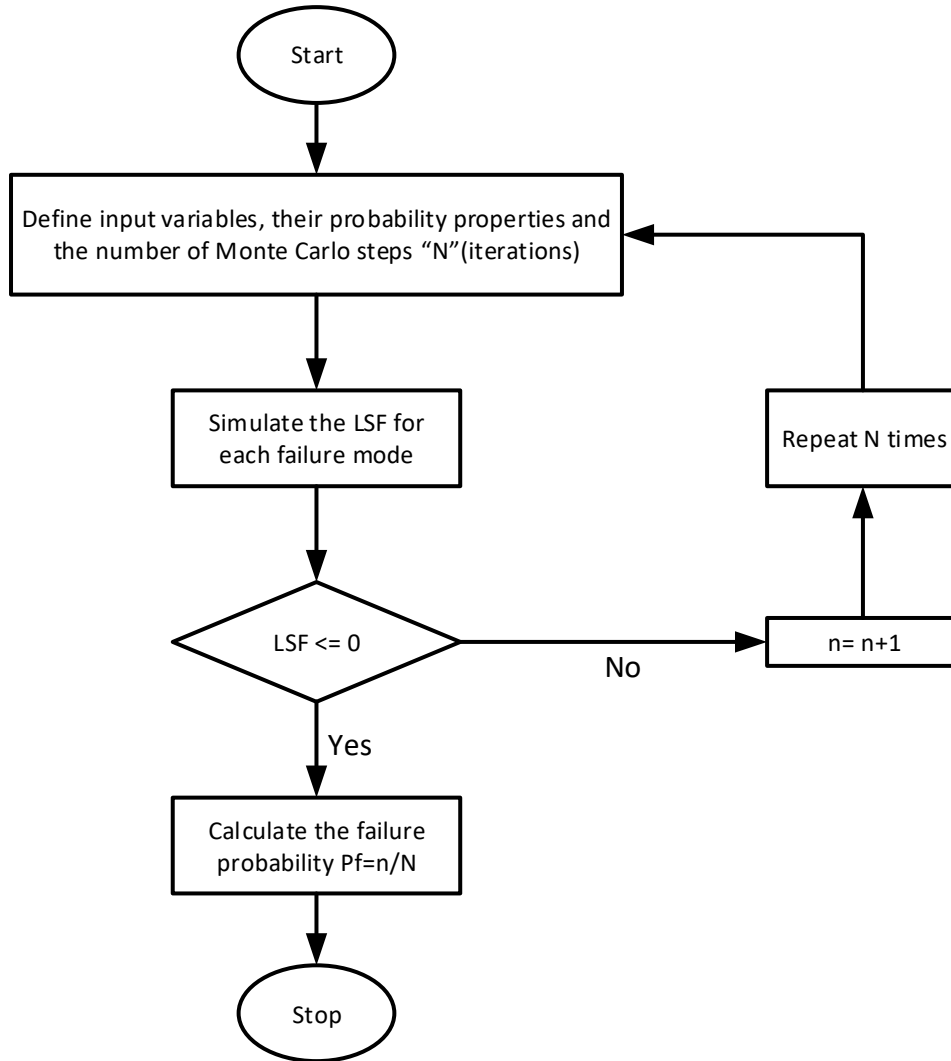 Start
Define input variables, their probability properties and
the number of Monte Carlo steps “N”(iterations)
Simulate the LSF for
each failure mode
Repeat N times
LSF <= 0
No
n= n+1
Yes
Calculate the failure
probability Pf=n/N
Stop